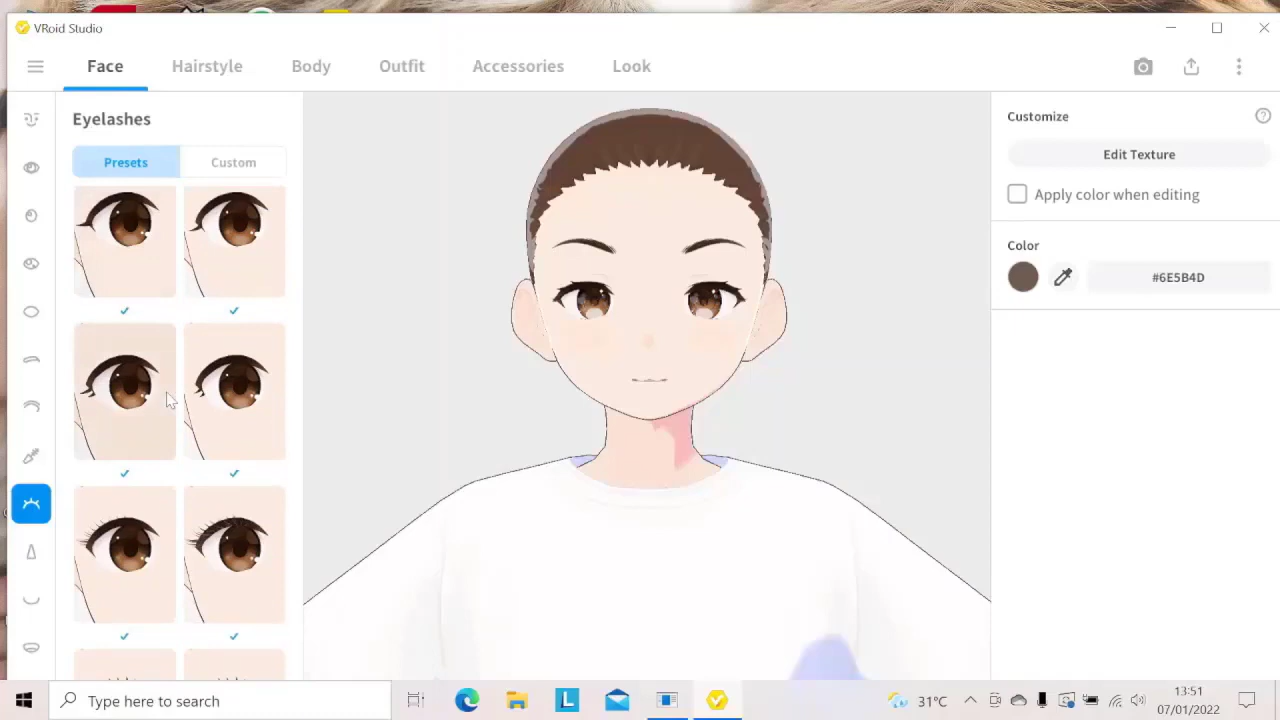 VRoid Studio
Face Hairstyle Body Outfit Accessories Look
Eyelashes
Presets Custom
Customize
Edit Texture
Apply color when editing
Color
#6E5B4D
Type here to search
31°C
13:51
07/01/2022